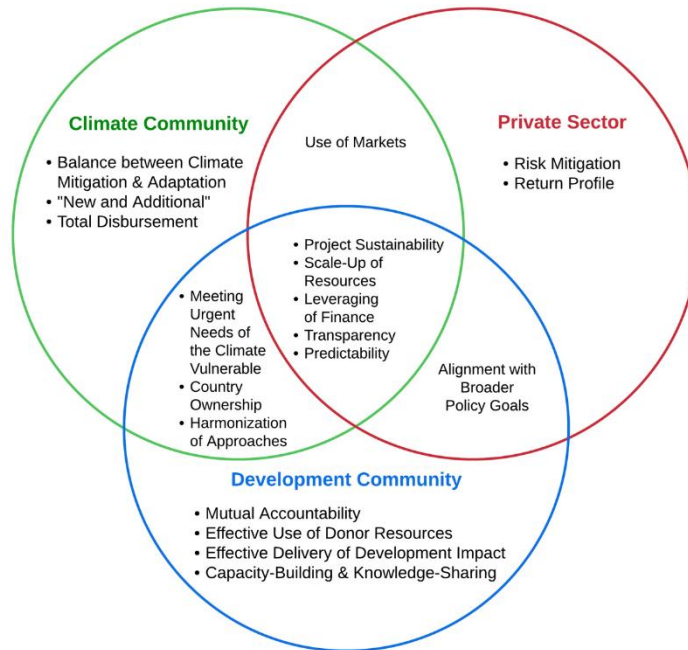 Climate Community
• Balance between Climate
Mitigation & Adaptation
• "New and Additional"
• Total Disbursement
Use of Markets
Private Sector
• Risk Mitigation
• Return Profile
• Project Sustainability
• Scale-Up of
Resources
• Leveraging
of Finance
• Transparency
• Predictability
• Meeting
Urgent
Needs of
the Climate
Vulnerable
• Country
Ownership
• Harmonization
of Approaches
Alignment with
Broader
Policy Goals
Development Community
• Mutual Accountability
• Effective Use of Donor Resources
• Effective Delivery of Development Impact
• Capacity-Building & Knowledge-Sharing